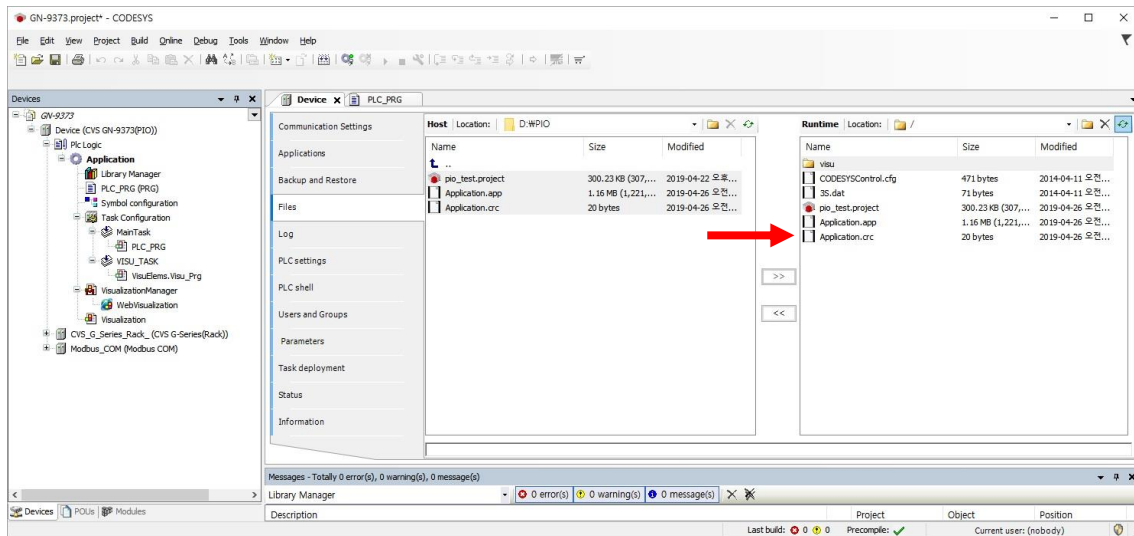 GN-9373.project* - CODESYS
File Edit View Project Build Online Debug Tools Window Help
Devices
GN-9373
Device (CVS GN-9373(PIO))
Plc Logic
Application
Library Manager
PLC_PRG (PRG)
Symbol configuration
Task Configuration
MainTask
PLC_PRG
VISU_TASK
VisuElems.Visu_Prg
VisualizationManager
WebVisualization
Visualization
CVS_G_Series_Rack_ (CVS G-Series(Rack))
Modbus_COM (Modbus COM)
Devices POUs Modules
Device PLC_PRG
Communication Settings
Applications
Backup and Restore
Files
Log
PLC settings
PLC shell
Users and Groups
Parameters
Task deployment
Status
Information
Host Location: D:₩PIO
Name Size Modified
..
pio_test.project 300.23 KB (307,... 2019-04-22 오후...
Application.app 1.16 MB (1,221,... 2019-04-26 오전...
Application.crc 20 bytes 2019-04-26 오전...
>>
<<
Runtime Location: /
Name Size Modified
visu
CODESYSControl.cfg 471 bytes 2014-04-11 오전...
3S.dat 71 bytes 2014-04-11 오전...
pio_test.project 300.23 KB (307,... 2019-04-26 오전...
Application.app 1.16 MB (1,221,... 2019-04-26 오전...
Application.crc 20 bytes 2019-04-26 오전...
Messages - Totally 0 error(s), 0 warning(s), 0 message(s)
Library Manager 0 error(s) 0 warning(s) 0 message(s)
Description Project Object Position
Last build: 0 0 Precompile: Current user: (nobody)